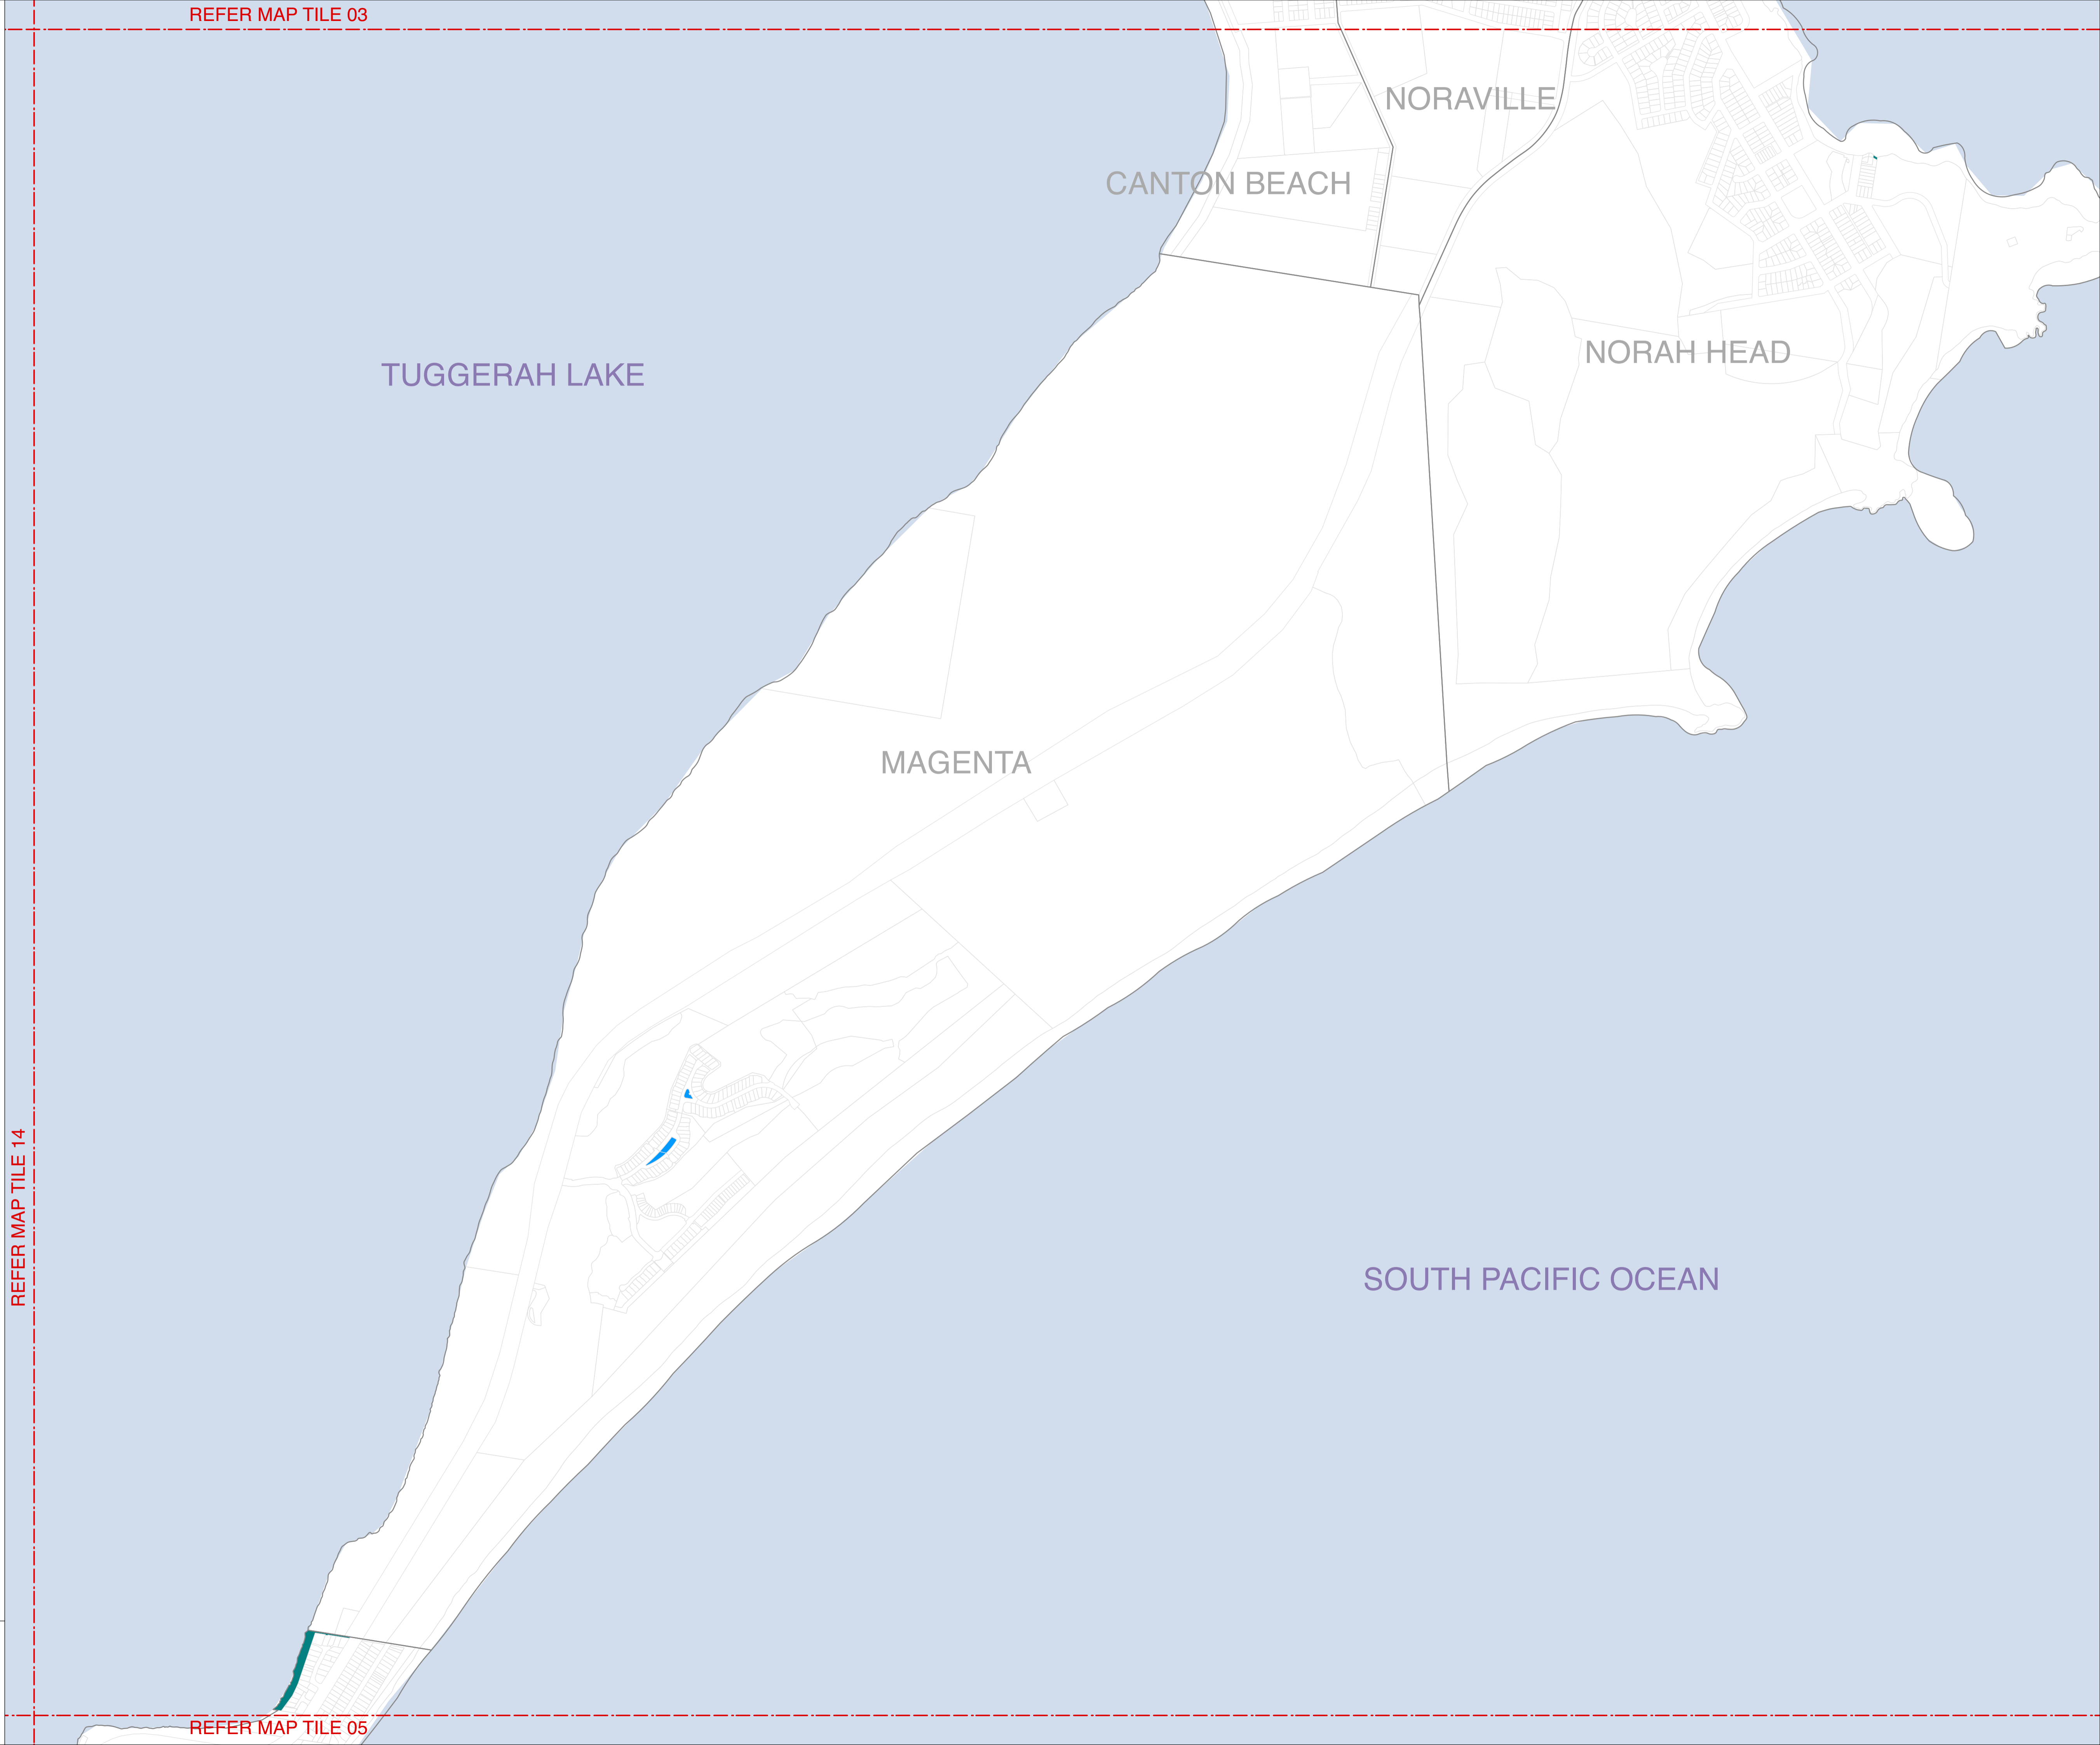 REFER MAP TILE 03
NORAVILLE
CANTON BEACH
NORAH HEAD
TUGGERAH LAKE
MAGENTA
REFER MAP TILE 14
SOUTH PACIFIC OCEAN
REFER MAP TILE 05